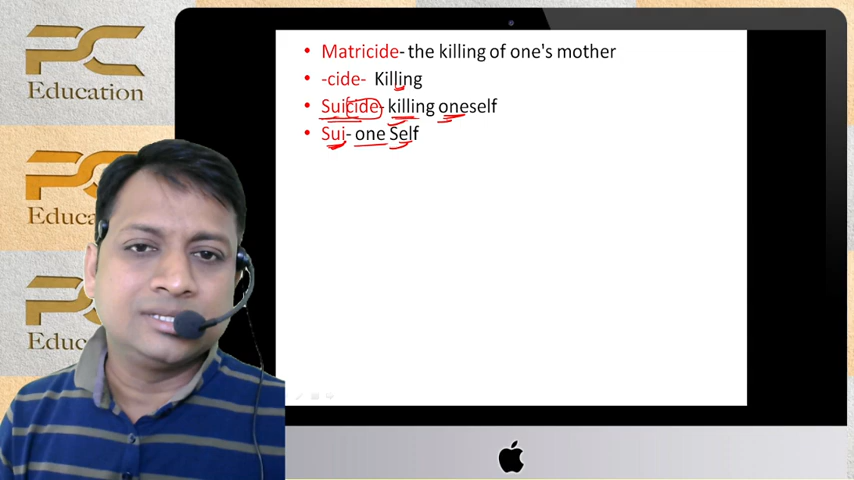 PC
Education
PC
Educa
PC
Educ
• Matricide- the killing of one's mother
• -cide- Killing
• Suicide- killing oneself
• Sui- one Self